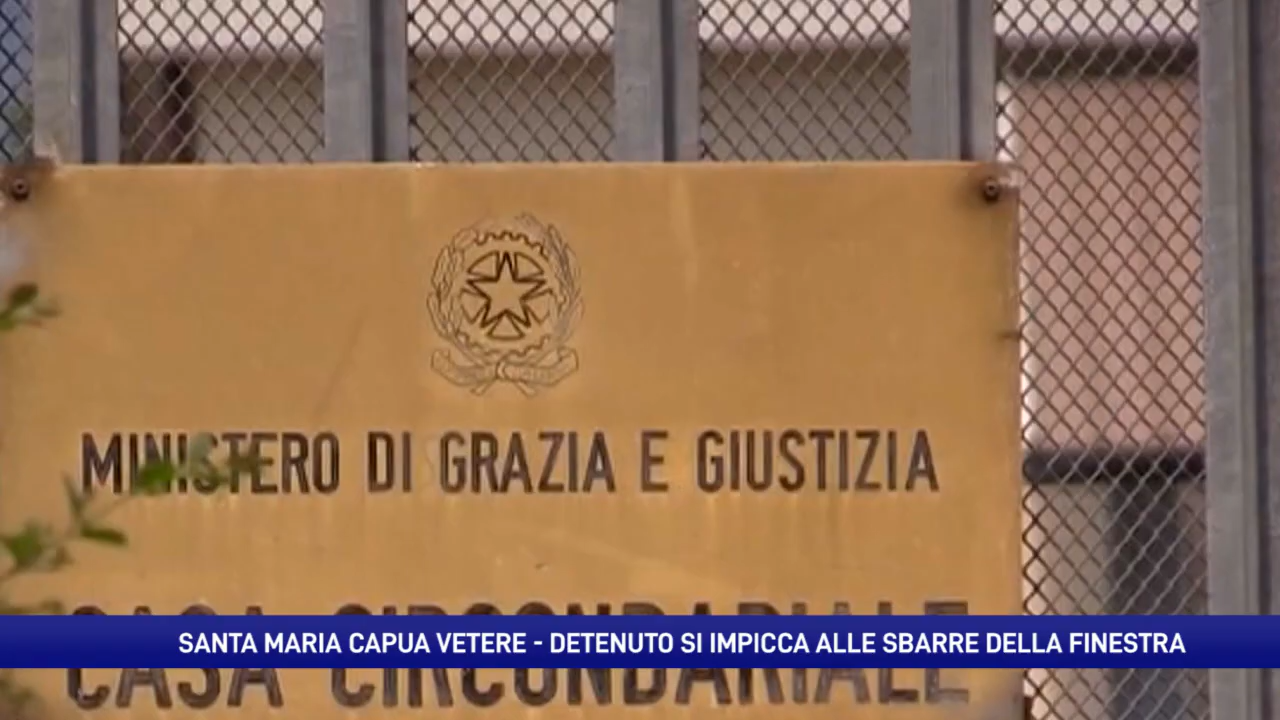 MINISTERO DI GRAZIA E GIUSTIZIA
CASA CIRCONDARIALE
SANTA MARIA CAPUA VETERE - DETENUTO SI IMPICCA ALLE SBARRE DELLA FINESTRA